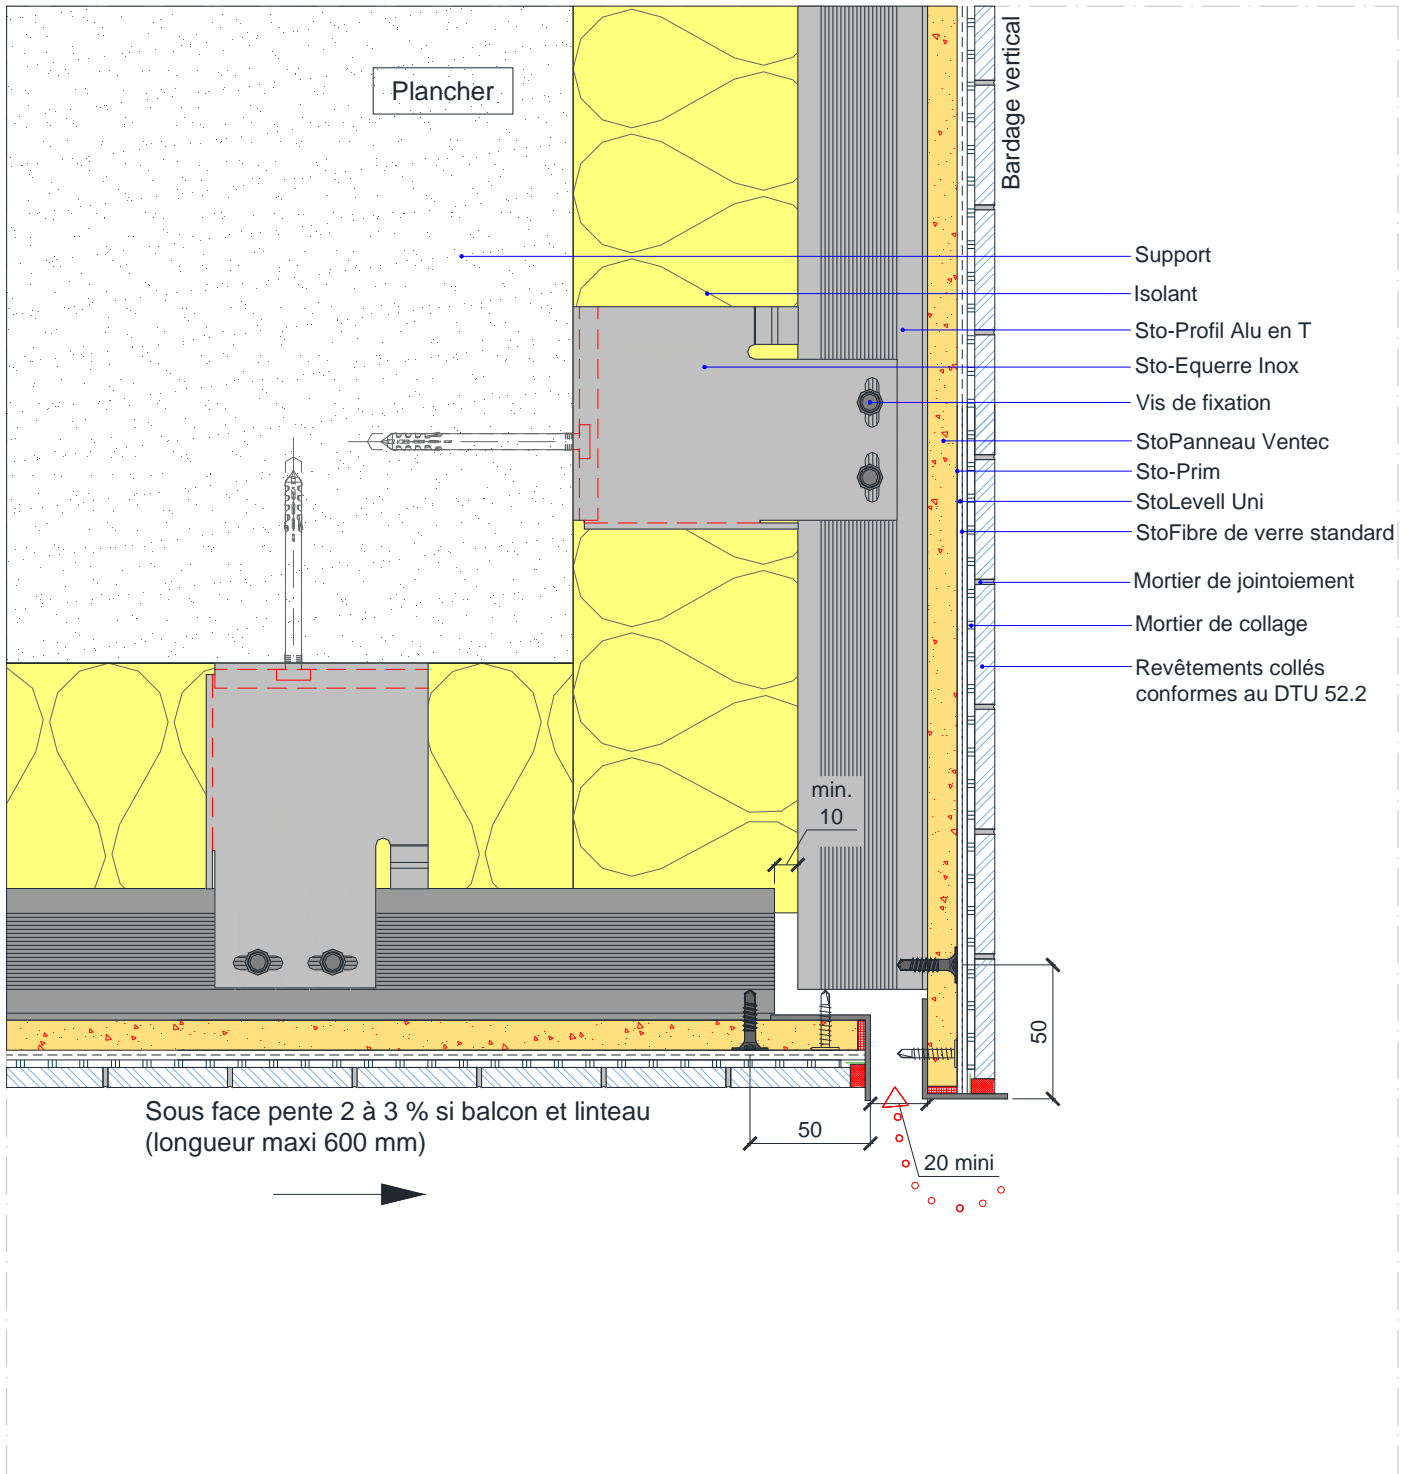 Plancher
Bardage vertical
Support
Isolant
Sto-Profil Alu en T
Sto-Equerre Inox
Vis de fixation
StoPanneau Ventec
Sto-Prim
StoLevell Uni
StoFibre de verre standard
Mortier de jointoiement
Mortier de collage
Revêtements collés
conformes au DTU 52.2
min.
10
50
Sous face pente 2 à 3 % si balcon et linteau
(longueur maxi 600 mm)
50
20 mini